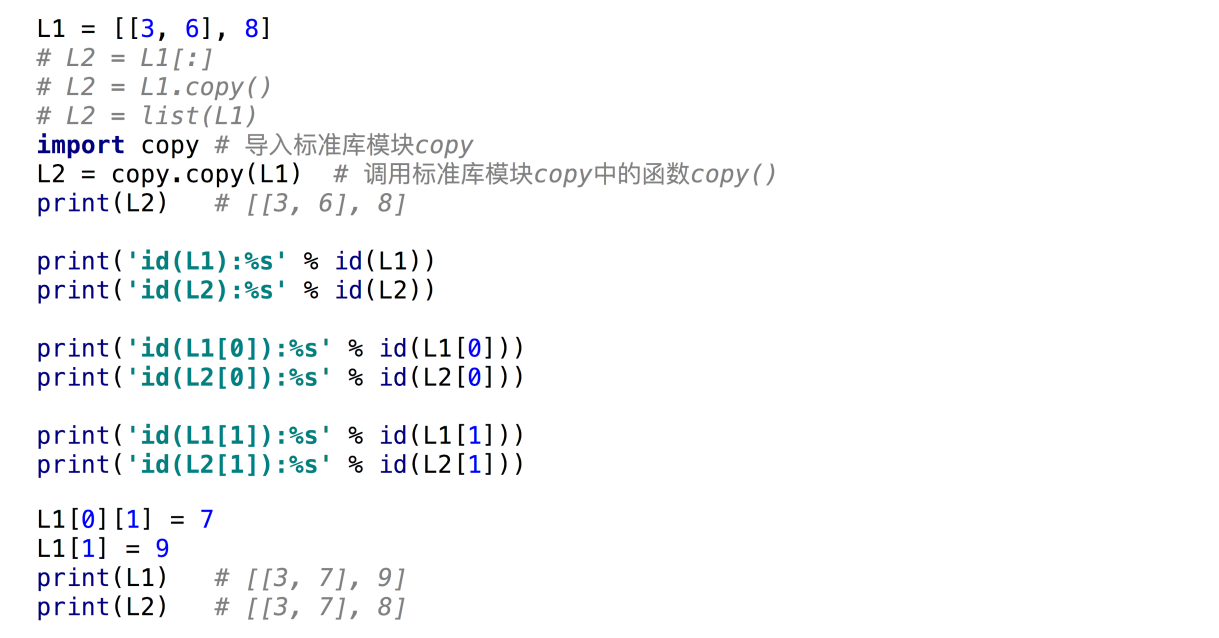 L1 = [[3, 6], 8]
# L2 = L1[:]
# L2 = L1.copy()
# L2 = list(L1)
import copy # 导入标准库模块copy
L2 = copy.copy(L1)  # 调用标准库模块copy中的函数copy()
print(L2)   # [[3, 6], 8]

print('id(L1):%s' % id(L1))
print('id(L2):%s' % id(L2))

print('id(L1[0]):%s' % id(L1[0]))
print('id(L2[0]):%s' % id(L2[0]))

print('id(L1[1]):%s' % id(L1[1]))
print('id(L2[1]):%s' % id(L2[1]))

L1[0][1] = 7
L1[1] = 9
print(L1)   # [[3, 7], 9]
print(L2)   # [[3, 7], 8]